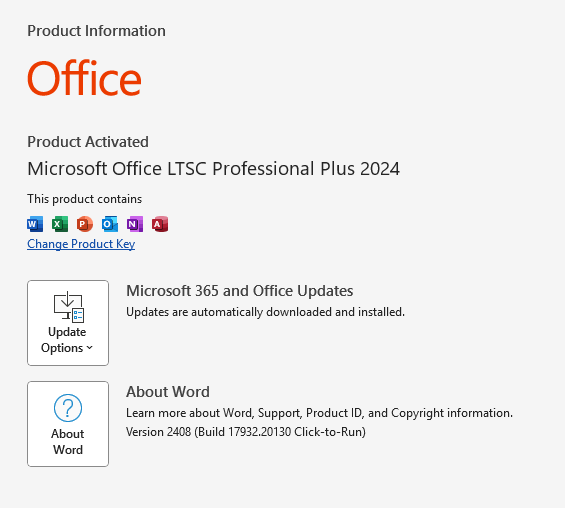 Product Information
Office
Product Activated
Microsoft Office LTSC Professional Plus 2024
This product contains
W X P O N A
Change Product Key
Update
Options
Microsoft 365 and Office Updates
Updates are automatically downloaded and installed.
About
Word
About Word
Learn more about Word, Support, Product ID, and Copyright information.
Version 2408 (Build 17932.20130 Click-to-Run)